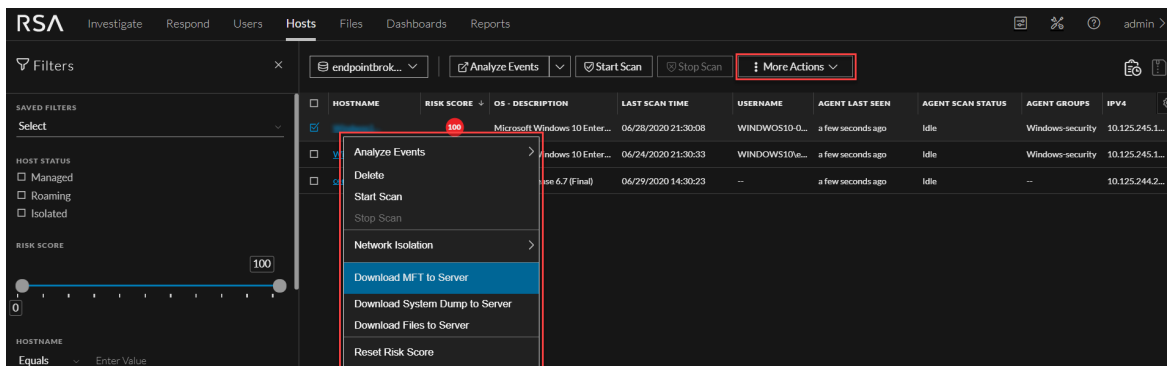 RSA Investigate Respond Users Hosts Files Dashboards Reports admin >
Filters ×
endpointbrok... Analyze Events Start Scan Stop Scan More Actions
SAVED FILTERS
Select
HOST STATUS
Managed
Roaming
Isolated
RISK SCORE
100
0
HOSTNAME
Equals Enter Value
HOSTNAME RISK SCORE ↓ OS - DESCRIPTION LAST SCAN TIME USERNAME AGENT LAST SEEN AGENT SCAN STATUS AGENT GROUPS IPV4
100 Microsoft Windows 10 Enter... 06/28/2020 21:30:08 WINDWOS10-0... a few seconds ago Idle Windows-security 10.125.245.1...
Windows 10 Enter... 06/24/2020 21:30:33 WINDOWS10\e... a few seconds ago Idle Windows-security 10.125.245.1...
ase 6.7 (Final) 06/29/2020 14:30:23 -- a few seconds ago Idle -- 10.125.244.2...
Analyze Events >
Delete
Start Scan
Stop Scan
Network Isolation >
Download MFT to Server
Download System Dump to Server
Download Files to Server
Reset Risk Score